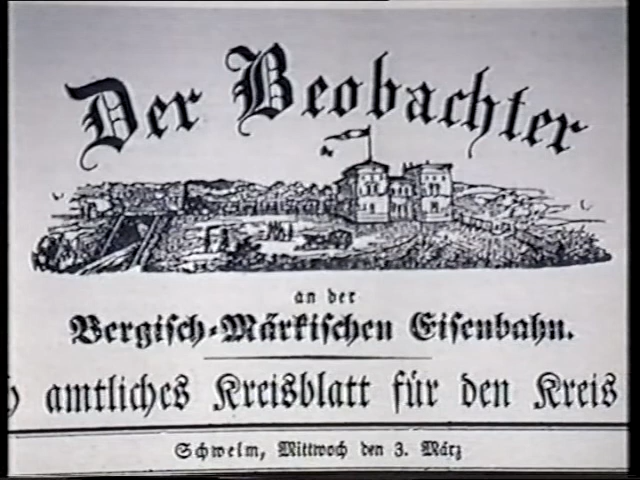 Der Beobachter
an der
Bergisch-Märkischen Eisenbahn.
amtliches Kreisblatt für den Kreis
Schwelm, Mittwoch den 3. März